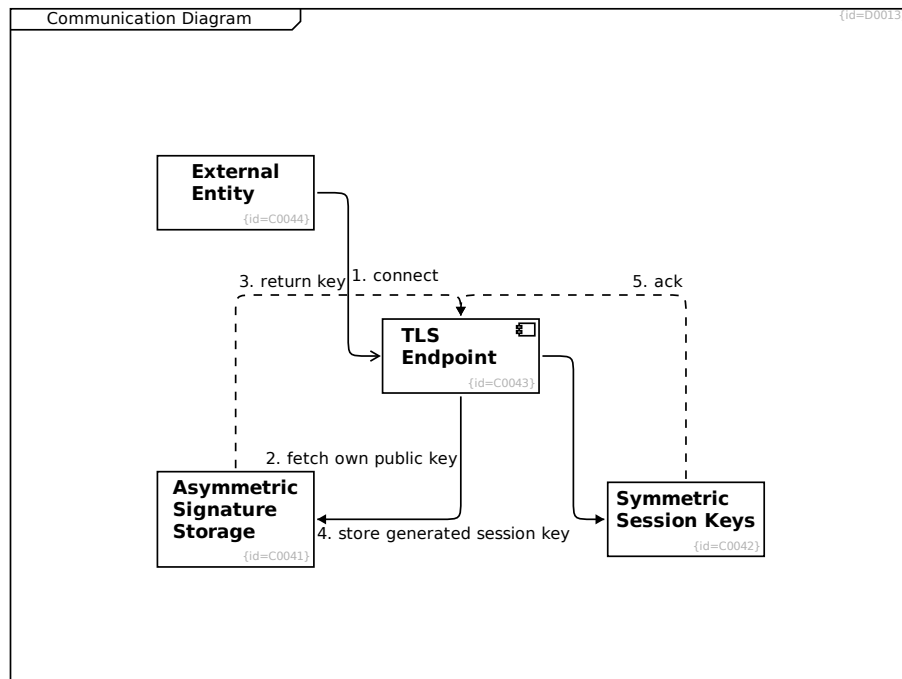 Communication Diagram
{id=D0013
External
Entity
{id=C0044}
3. return key
1. connect
5. ack
TLS
Endpoint
{id=C0043}
2. fetch own public key
Asymmetric
Signature
Storage
{id=C0041}
4. store generated session key
Symmetric
Session Keys
{id=C0042}